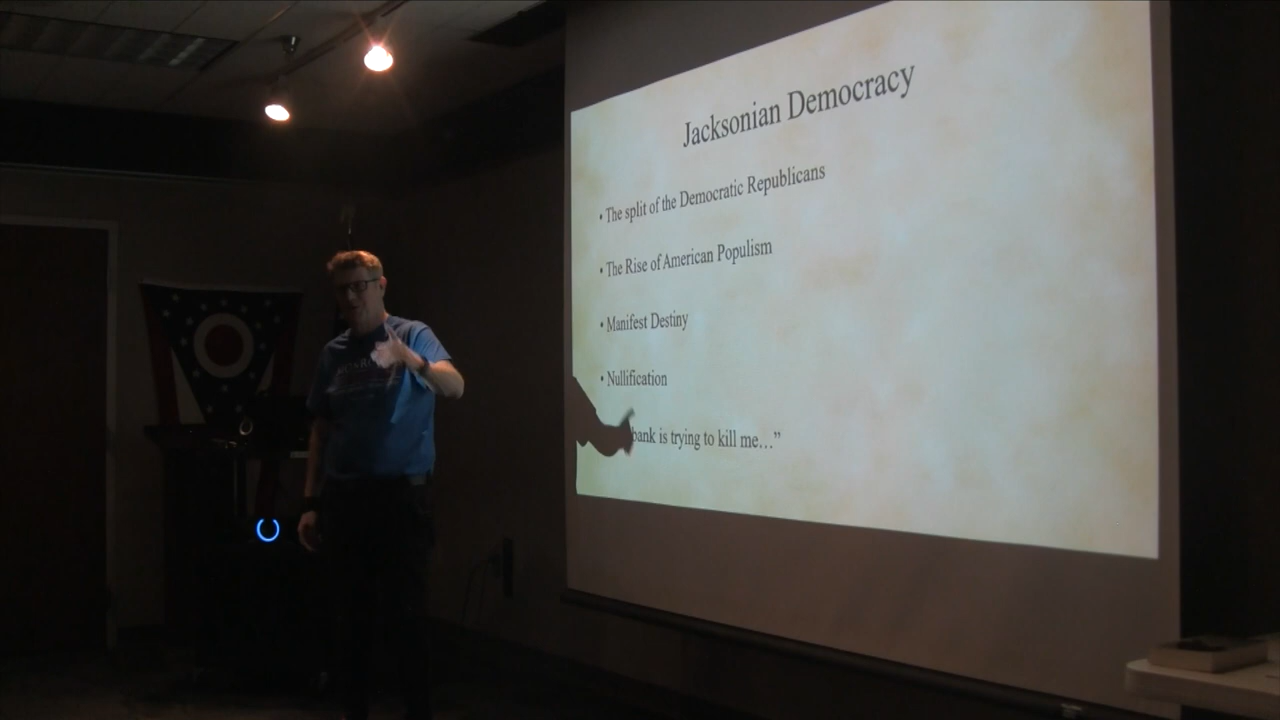 Jacksonian Democracy
• The split of the Democratic Republicans
• The Rise of American Populism
• Manifest Destiny
• Nullification
bank is trying to kill me…”